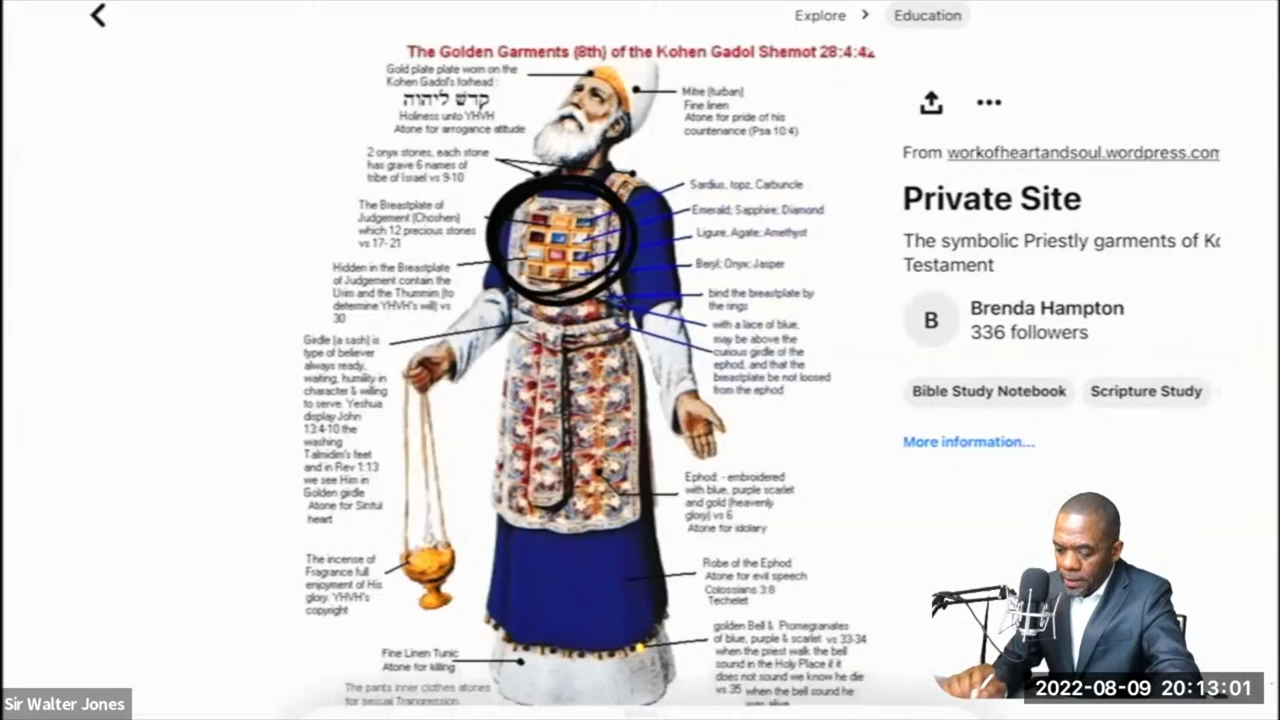 Explore > Education
The Golden Garments (8th) of the Kohen Gadol Shemot 28:4:42
Gold plate plate worn on the
Kohen Gadol's forhead :
קדש ליהוה
Holiness unto YHVH
Atone for arrogance attitude
Mitre (turban)
Fine linen
Atone for pride of his
countenance (Psa 10:4)
2 onyx stones, each stone
has grave 6 names of
tribe of Israel vs 9-10
The Breastplate of
Judgement (Choshen)
which 12 precious stones
vs 17- 21
Hidden in the Breastplate
of Judgement contain the
Urim and the Thummim (to
determine YHVH's will) vs
30
Girdle (a sash) is
type of believer
always ready,
waiting, humility in
character & willing
to serve. Yeshua
display John
13:4-10 the
washing
Talmidim's feet
and in Rev 1:13
we see Him in
Golden girdle
Atone for Sinful
heart
The incense of
Fragrance full
enjoyment of His
glory. YHVH's
copyright
Fine Linen Tunic
Atone for killing
The pants inner clothes atones
for sexual Trangression
Sardius, topz, Carbuncle
Emerald; Sapphire; Diamond
Ligure, Agate; Amethyst
Beryl; Onyx; Jasper
bind the breastplate by
the rings
with a lace of blue,
may be above the
curious girdle of the
ephod, and that the
breastplate be not loosed
from the ephod
Ephod: - embroidered
with blue, purple scarlet
and gold (heavenly
glory) vs 6
Atone for idolary
Robe of the Ephod
Atone for evil speech
Colossians 3:8
Techelet
golden Bell & Promegranates
of blue, purple & scarlet vs 33-34
when the priest walk the bell
sound in the Holy Place if it
does not sound we know he die
vs 35 when the bell sound he
From workofheartandsoul.wordpress.com
Private Site
The symbolic Priestly garments of
Testament
B
Brenda Hampton
336 followers
Bible Study Notebook
Scripture Study
More information...
Sir Walter Jones
2022-08-09 20:13:01